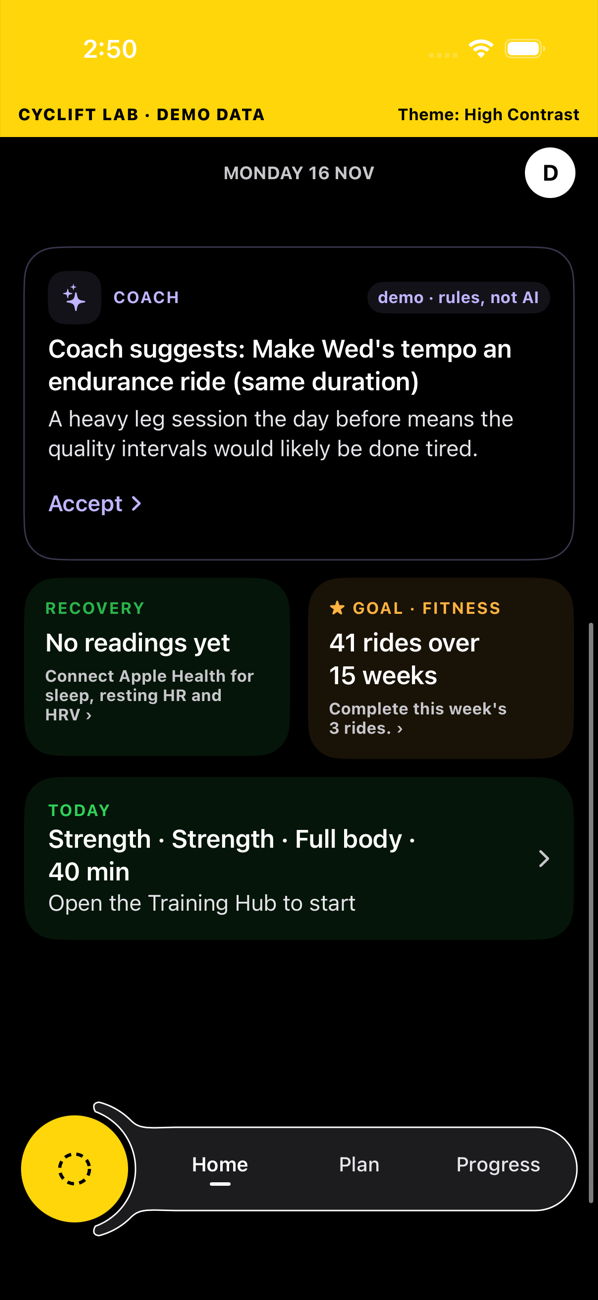 2:50
CYCLIFT LAB · DEMO DATA
Theme: High Contrast
MONDAY 16 NOV
D
COACH
demo · rules, not AI
Coach suggests: Make Wed's tempo an
endurance ride (same duration)
A heavy leg session the day before means the
quality intervals would likely be done tired.
Accept ›
RECOVERY
No readings yet
Connect Apple Health for
sleep, resting HR and
HRV ›
★ GOAL · FITNESS
41 rides over
15 weeks
Complete this week's
3 rides. ›
TODAY
Strength · Strength · Full body ·
40 min
Open the Training Hub to start
Home
Plan
Progress